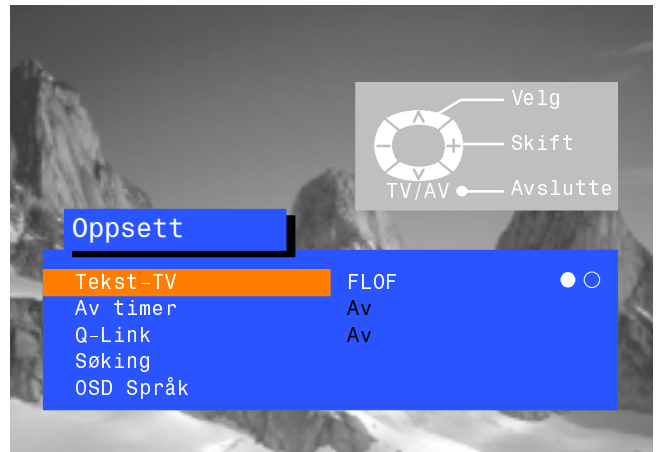 Velg
Skift
TV/AV Avslutte
Oppsett
Tekst-TV FLOF
Av timer Av
Q-Link Av
Søking
OSD Språk